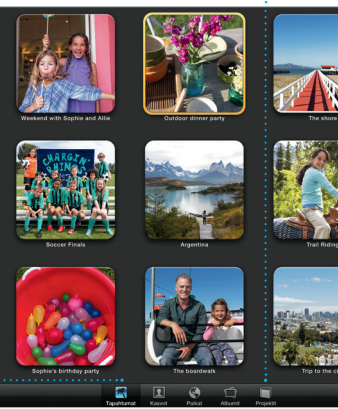 Weekend with Sophie and Allie
Outdoor dinner party
The shore
CHARGIN'
Soccer Finals
Argentina
Trail Riding
Sophie's birthday party
The boardwalk
Trip to the ci
Tapahtumat
Kasvot
Paikat
Albumit
Projektit